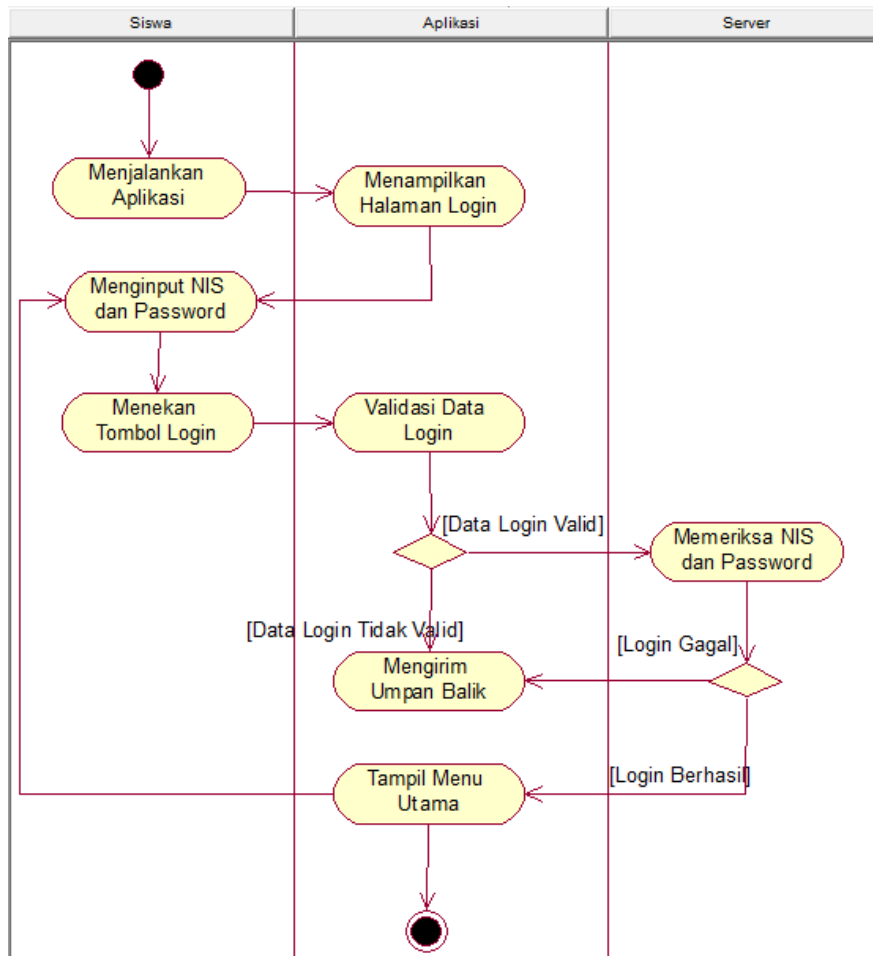 Siswa
Aplikasi
Server
Menjalankan
Aplikasi
Menampilkan
Halaman Login
Menginput NIS
dan Password
Menekan
Tombol Login
Validasi Data
Login
[Data Login Valid]
Memeriksa NIS
dan Password
[Data Login Tidak Valid]
[Login Gagal]
Mengirim
Umpan Balik
[Login Berhasil]
Tampil Menu
Utama